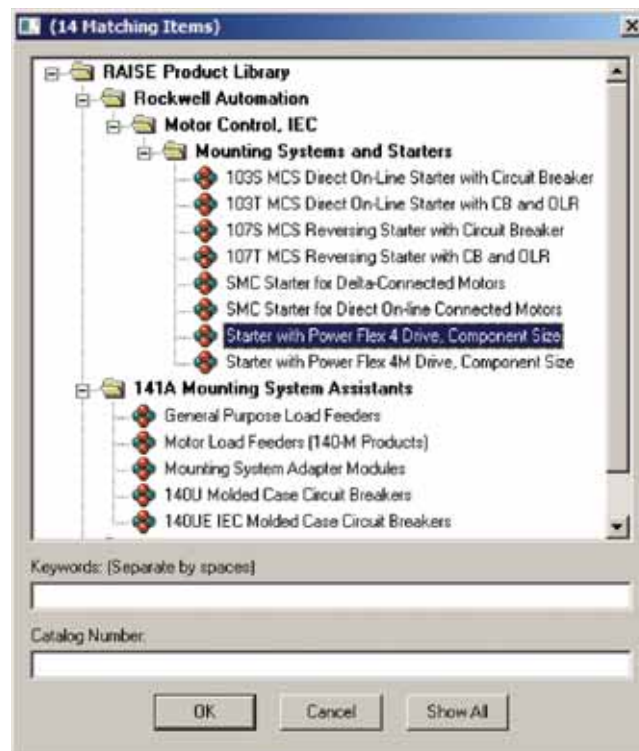 (14 Matching Items)
RAISE Product Library
Rockwell Automation
Motor Control, IEC
Mounting Systems and Starters
103S MCS Direct On-Line Starter with Circuit Breaker
103T MCS Direct On-Line Starter with CB and OLR
107S MCS Reversing Starter with Circuit Breaker
107T MCS Reversing Starter with CB and OLR
SMC Starter for Delta-Connected Motors
SMC Starter for Direct On-line Connected Motors
Starter with Power Flex 4 Drive, Component Size
Starter with Power Flex 4M Drive, Component Size
141A Mounting System Assistants
General Purpose Load Feeders
Motor Load Feeders (140-M Products)
Mounting System Adapter Modules
140U Molded Case Circuit Breakers
140UE IEC Molded Case Circuit Breakers
Keywords: (Separate by spaces)
Catalog Number:
OK Cancel Show All